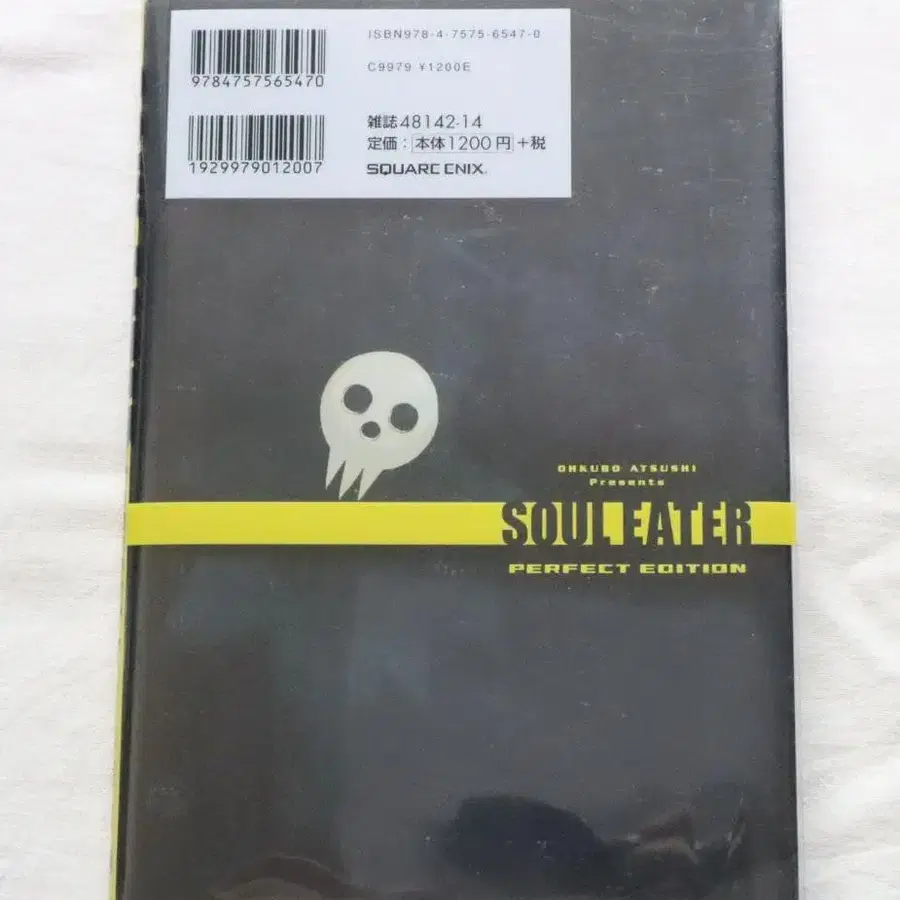 ISBN978-4-7575-6547-0
9784757565470
C9979 ¥1200E
雑誌48142-14
定価：本体1200円+税
1929979012007
SQUARE ENIX®
OHKUBO ATSUSHI
Presents
SOUL EATER
PERFECT EDITION